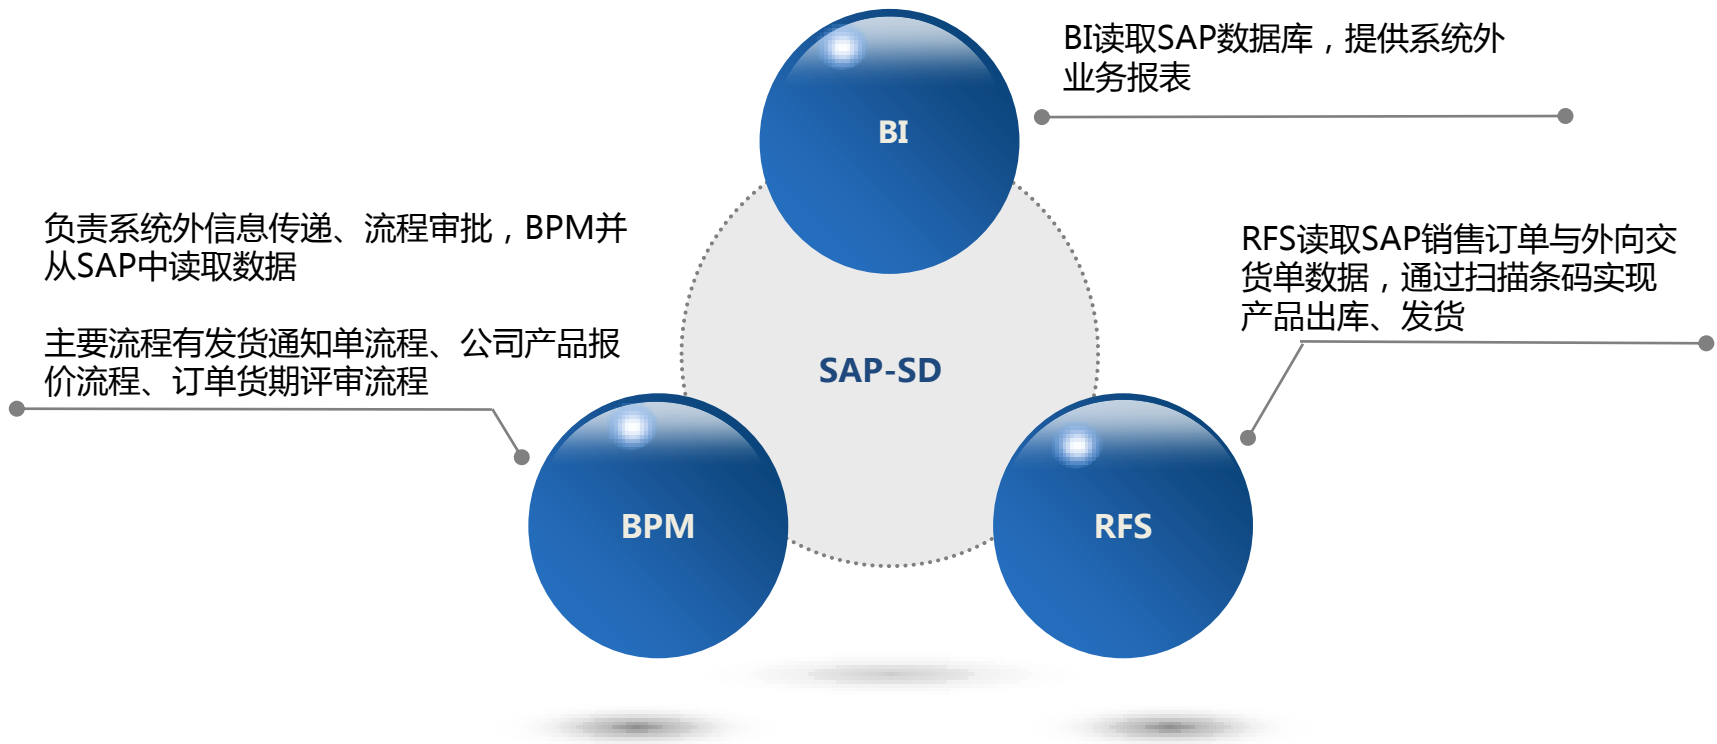 BI读取SAP数据库，提供系统外
业务报表
BI
负责系统外信息传递、流程审批，BPM并
从SAP中读取数据
主要流程有发货通知单流程、公司产品报
价流程、订单货期评审流程
RFS读取SAP销售订单与外向交
货单数据，通过扫描条码实现
产品出库、发货
SAP-SD
BPM
RFS